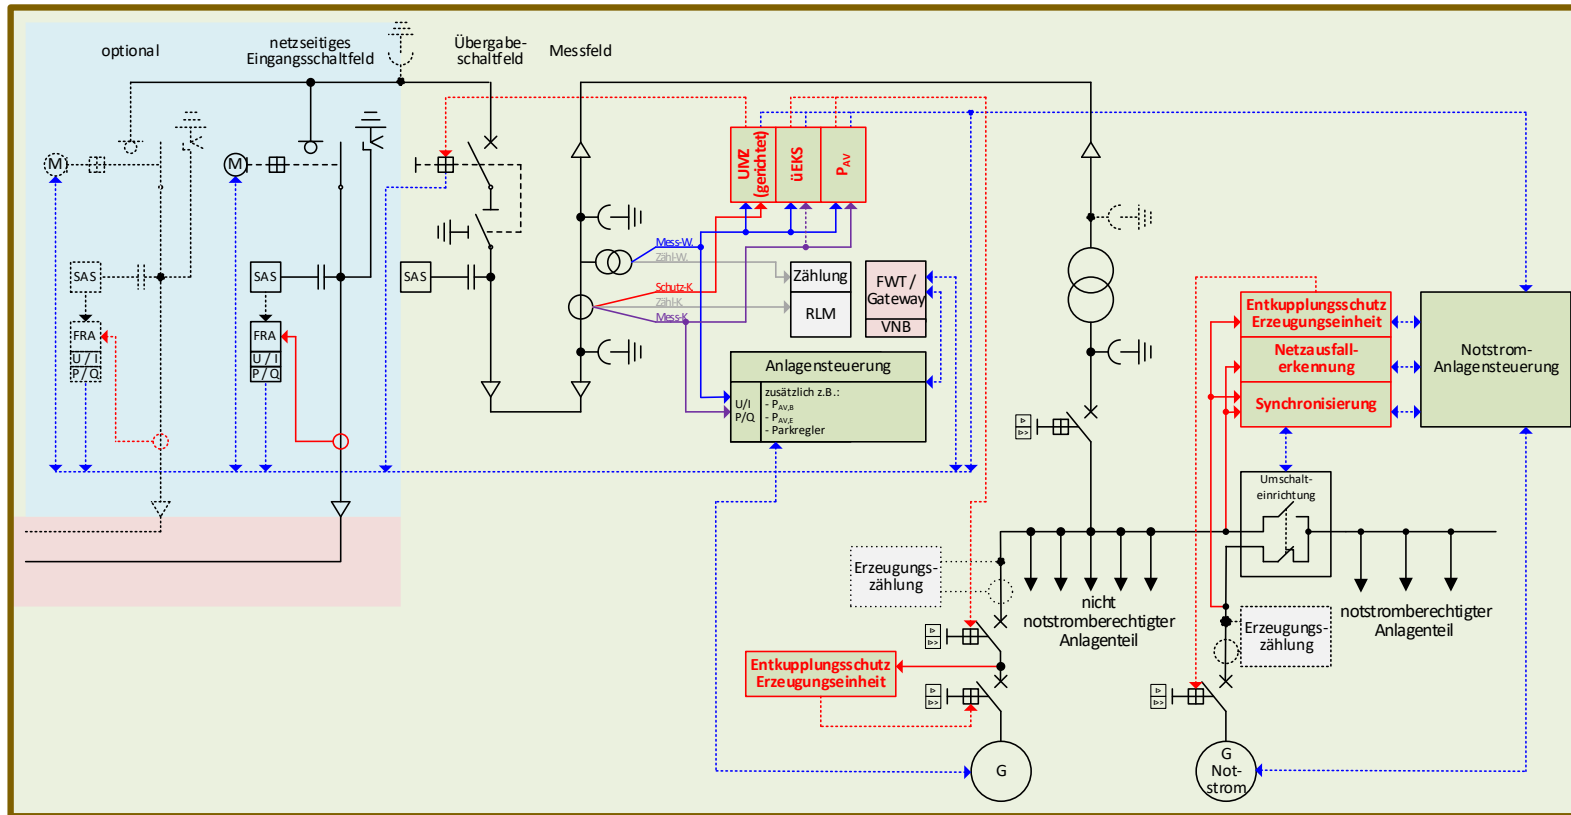 optional
netzseitiges
Eingangsschaltfeld
Übergabe-
schaltfeld
Messfeld
M
M
SAS
SAS
SAS
FRA
U / I
P / Q
FRA
U / I
P / Q
UMZ
(gerichtet)
üEKS
PAV
Mess-W.
Zähl-W.
Schutz-K.
Zähl-K.
Mess-K.
Zählung
RLM
FWT /
Gateway
VNB
Anlagensteuerung
U/I
P/Q
zusätzlich z.B.:
- PAV,B
- PAV,E
- Parkregler
Entkupplungsschutz
Erzeugungseinheit
Netzausfall-
erkennung
Synchronisierung
Notstrom-
Anlagensteuerung
Umschalt-
einrichtung
Erzeugungs-
zählung
nicht
notstromberechtigter
Anlagenteil
notstromberechtigter
Anlagenteil
Erzeugungs-
zählung
Entkupplungsschutz
Erzeugungseinheit
G
G
Not-
strom